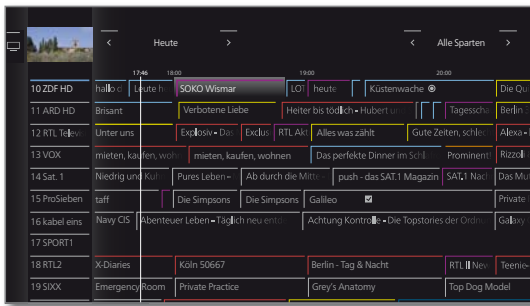 < Heute > < Alle Sparten >
17:46 18:00 19:00 20:00
10 ZDF HD hallo d Leute h SOKO Wismar LOT heute Küstenwache Die Qui
11 ARD HD Brisant Verbotene Liebe Heiter bis tödlich - Hubert u Tagesscha Berlin
12 RTL Televi Unter uns Explosiv - Das Exclus RTL Akt Alles was zählt Gute Zeiten, schlec Alexa -
13 VOX mieten, kaufen, woh mieten, kaufen, wohnen Das perfekte Dinner im Schl Prominent! Rizzoli
14 Sat. 1 Niedrig und Kuh Pures Leben - Ab durch die Mitte - push - das SAT.1 Magazin SAT.1 Nach Das Mu
15 ProSieben taff Die Simpsons Die Simpsons Galileo Private
16 kabel eins Navy CIS Abenteuer Leben - Täglich neu entde Achtung Kontrolle - Die Topstories der Ordnu Galaxy
17 SPORT1
18 RTL2 X-Diaries Köln 50667 Berlin - Tag & Nacht RTL II New Teenie-
19 SIXX Emergency Room Private Practice Grey's Anatomy Top Dog Model